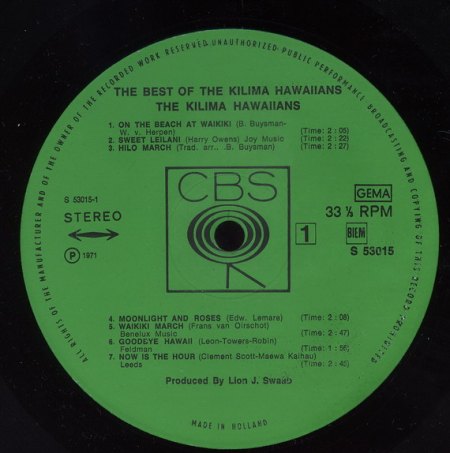 ALL RIGHTS OF THE MANUFACTURER AND OF THE OWNER OF THE RECORDED WORK RESERVED UNAUTHORIZED PUBLIC PERFORMANCE BROADCASTING AND COPYING OF THIS RECORD PROHIBITED
THE BEST OF THE KILIMA HAWAIIANS
THE KILIMA HAWAIIANS
1. ON THE BEACH AT WAIKIKI (B. Buysman-
W. v. Herpen) (Time: 2:05)
2. SWEET LEILANI (Harry Owens) Joy Music (Time: 2:22)
3. HILO MARCH (Trad. arr... B. Buysman) (Time: 2:27)
S 53015-1
STEREO
P 1971
CBS
GEMA
33 ⅓ RPM
1
BIEM
S 53015
4. MOONLIGHT AND ROSES (Edw. Lemare) (Time: 2:08)
5. WAIKIKI MARCH (Frans van Oirschot)
Benelux Music (Time: 2:47)
6. GOODEYE HAWAII (Leon-Towers-Robin)
Feldman (Time: 1:56)
7. NOW IS THE HOUR (Clement Scott-Maewa Kaihau)
Leeds (Time: 2:45)
Produced By Lion J. Swaab
MADE IN HOLLAND